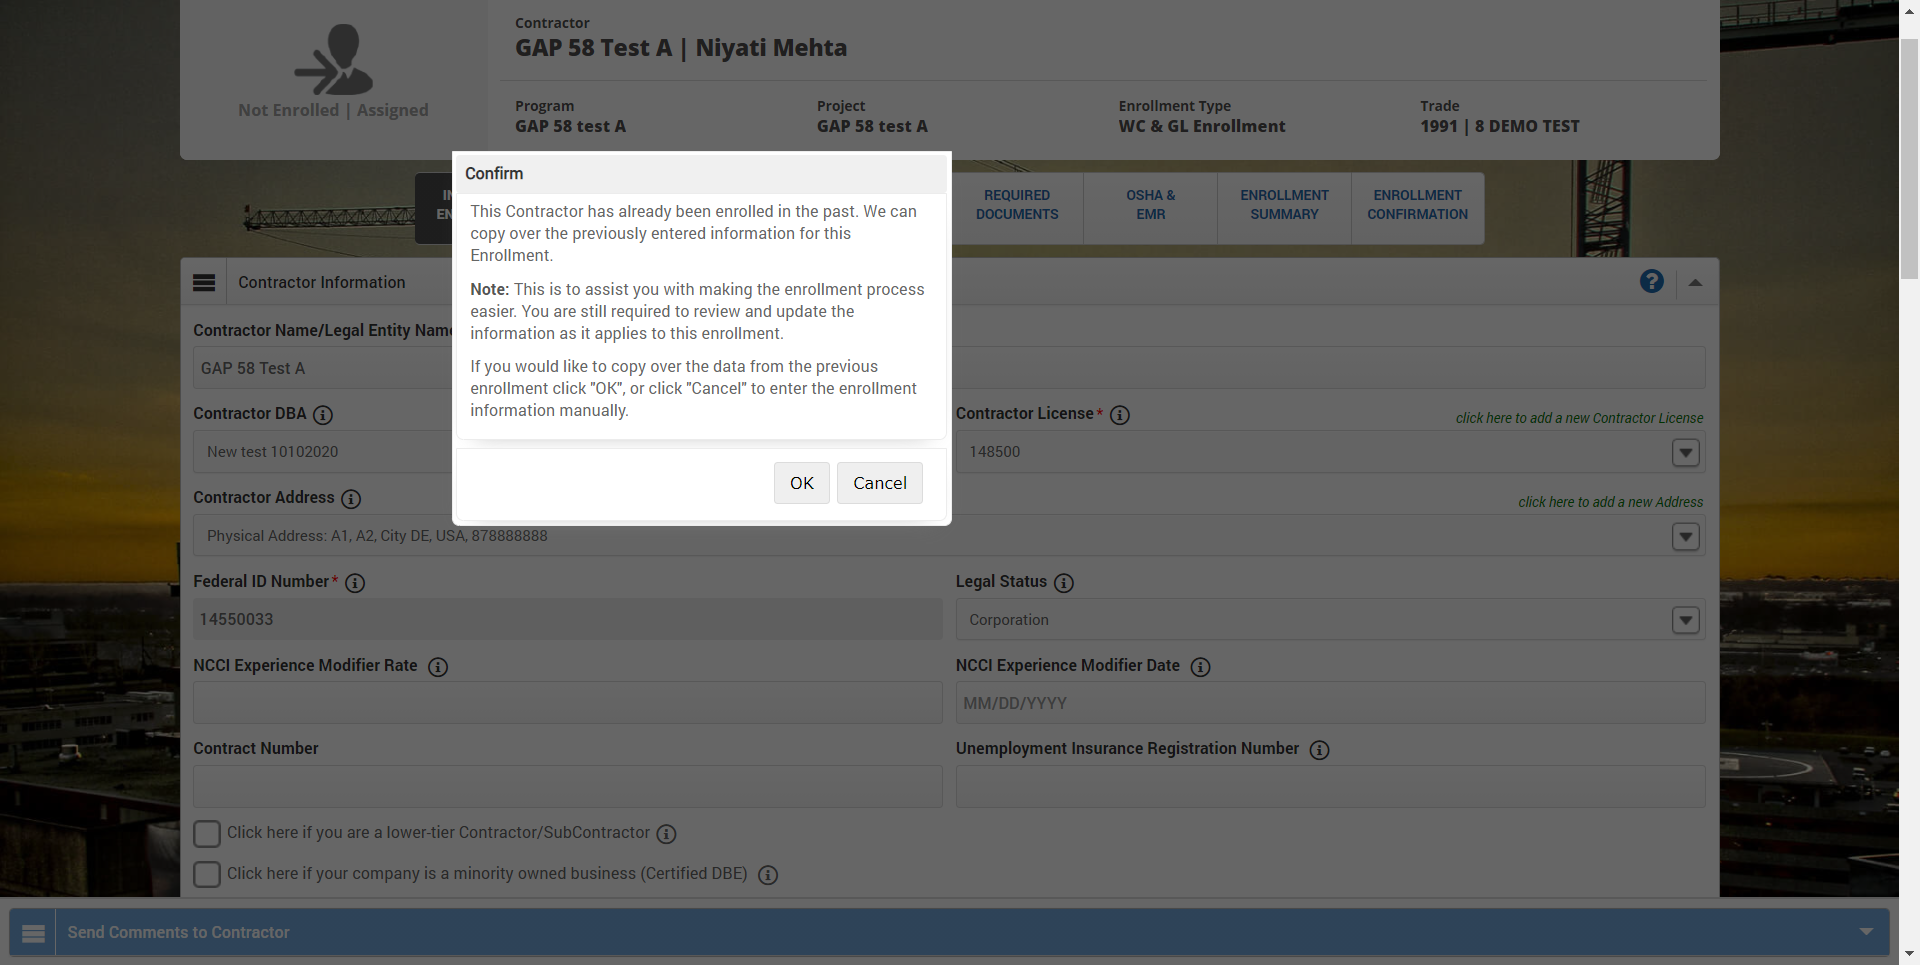 Contractor
GAP 58 Test A | Niyati Mehta
Not Enrolled | Assigned
Program
GAP 58 test A
Project
GAP 58 test A
Enrollment Type
WC & GL Enrollment
Trade
1991 | 8 DEMO TEST
REQUIRED
DOCUMENTS
OSHA &
EMR
ENROLLMENT
SUMMARY
ENROLLMENT
CONFIRMATION
Confirm
This Contractor has already been enrolled in the past. We can
copy over the previously entered information for this
Enrollment.
Note: This is to assist you with making the enrollment process
easier. You are still required to review and update the
information as it applies to this enrollment.
If you would like to copy over the data from the previous
enrollment click "OK", or click "Cancel" to enter the enrollment
information manually.
OK
Cancel
Contractor Information
?
Contractor Name/Legal Entity Name
GAP 58 Test A
Contractor DBA
New test 10102020
Contractor License*
click here to add a new Contractor License
148500
Contractor Address
click here to add a new Address
Physical Address: A1, A2, City DE, USA, 878888888
Federal ID Number*
14550033
Legal Status
Corporation
NCCI Experience Modifier Rate
NCCI Experience Modifier Date
MM/DD/YYYY
Contract Number
Unemployment Insurance Registration Number
Click here if you are a lower-tier Contractor/SubContractor
Click here if your company is a minority owned business (Certified DBE)
Send Comments to Contractor